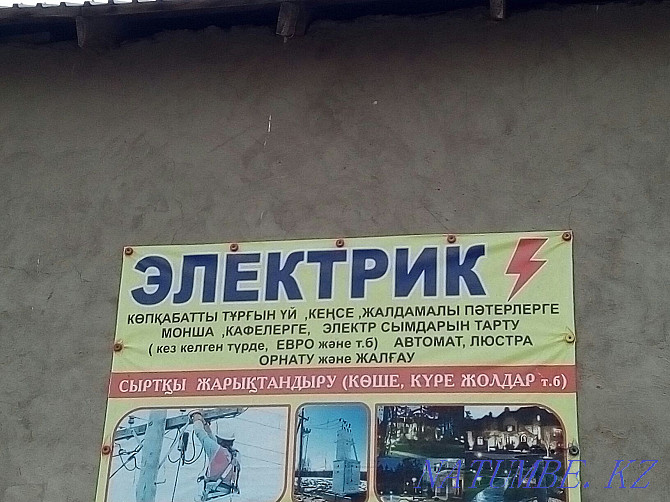 ЭЛЕКТРИК
КӨПҚАБАТТЫ ТҰРҒЫН ҮЙ ,КЕҢСЕ ,ЖАЛДАМАЛЫ ПӘТЕРЛЕРГЕ
МОНША ,КАФЕЛЕРГЕ, ЭЛЕКТР СЫМДАРЫН ТАРТУ
( кез келген түрде, ЕВРО және т.б) АВТОМАТ, ЛЮСТРА
ОРНАТУ және ЖАЛҒАУ
СЫРТҚЫ ЖАРЫҚТАНДЫРУ (КӨШЕ, КҮРЕ ЖОЛДАР т.б)
NATUMBE.KZ